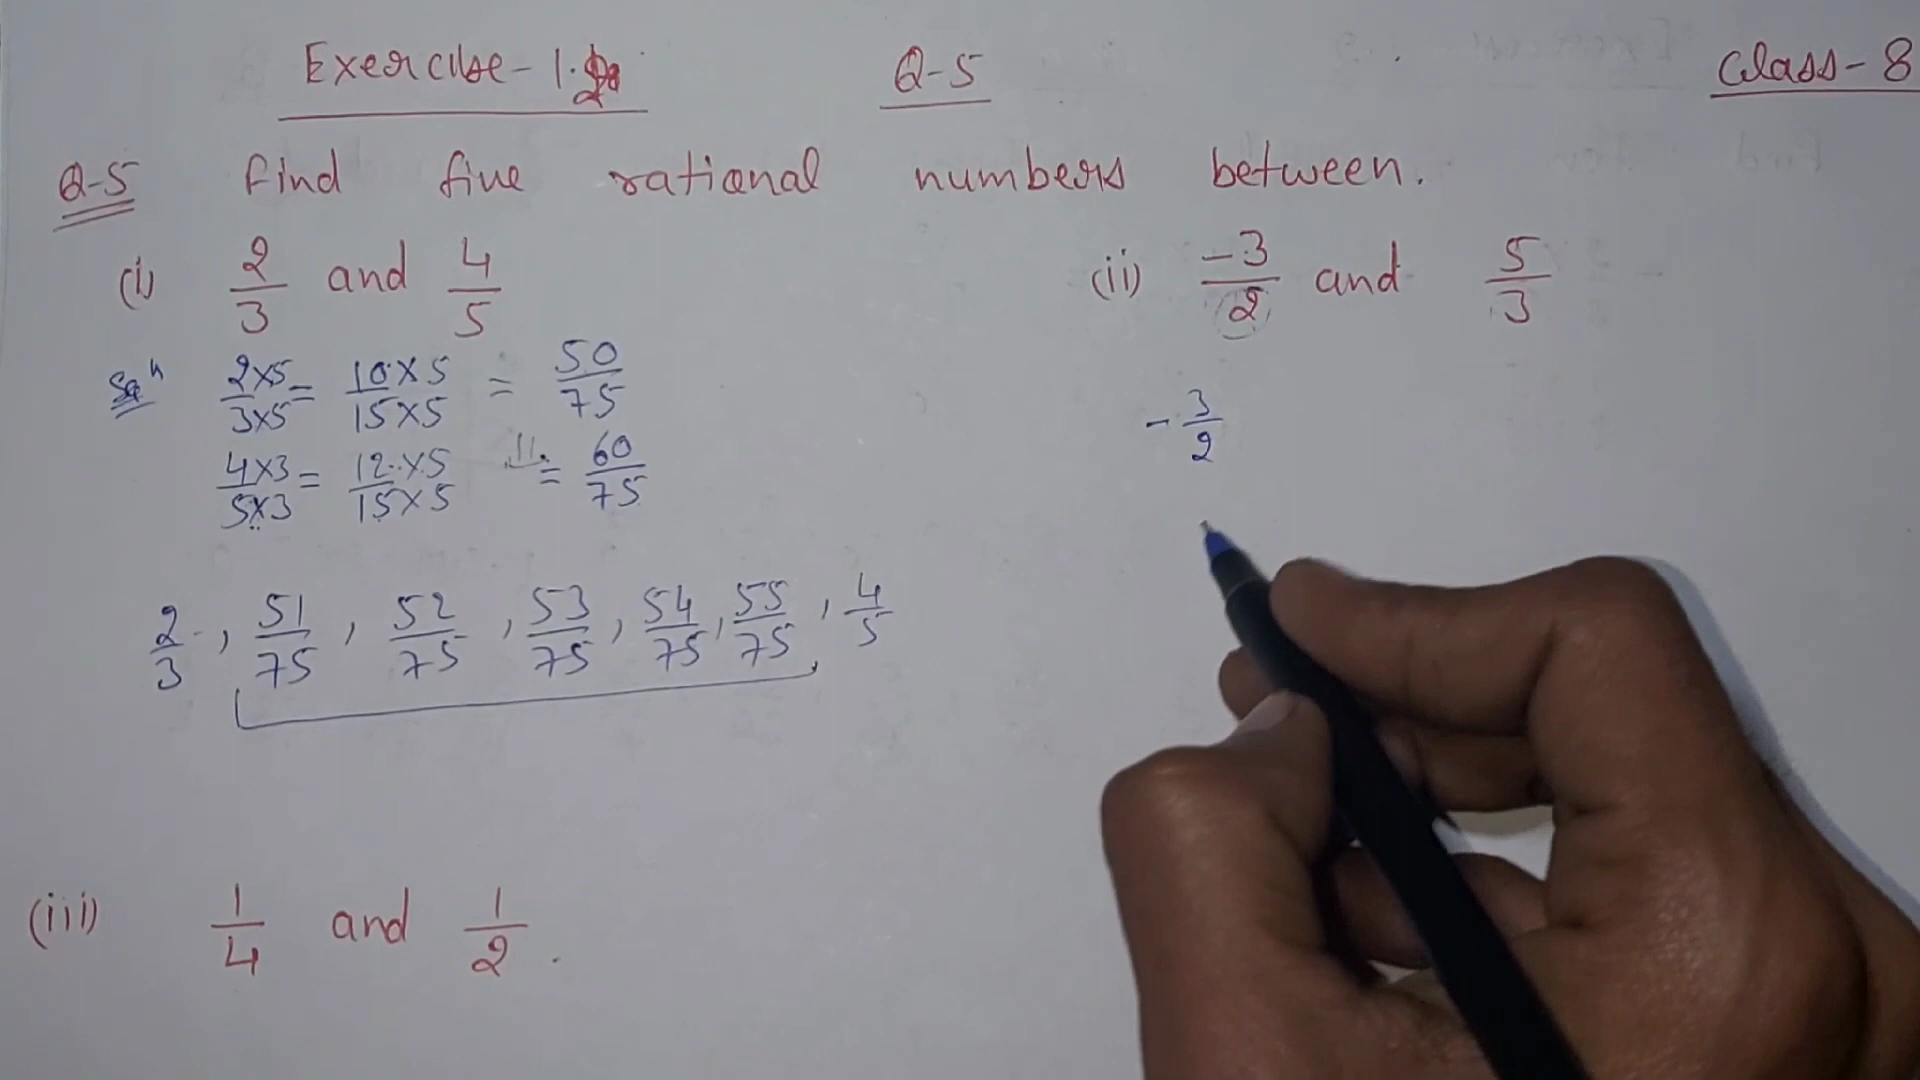 Exercise-1.2 Q-5 Class-8
Q-5 Find five rational numbers between.
(i) 2/3 and 4/5 (ii) -3/2 and 5/3
Solⁿ 2×5/3×5 = 10×5/15×5 = 50/75
4×3/5×3 = 12×5/15×5 = 60/75
-3/2
2/3, 51/75, 52/75, 53/75, 54/75, 55/75, 4/5
(iii) 1/4 and 1/2.